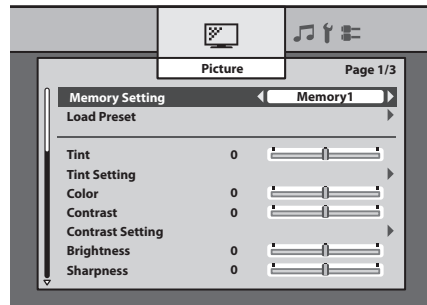 Picture
Page 1/3
Memory Setting Memory1
Load Preset
Tint 0
Tint Setting
Color 0
Contrast 0
Contrast Setting
Brightness 0
Sharpness 0